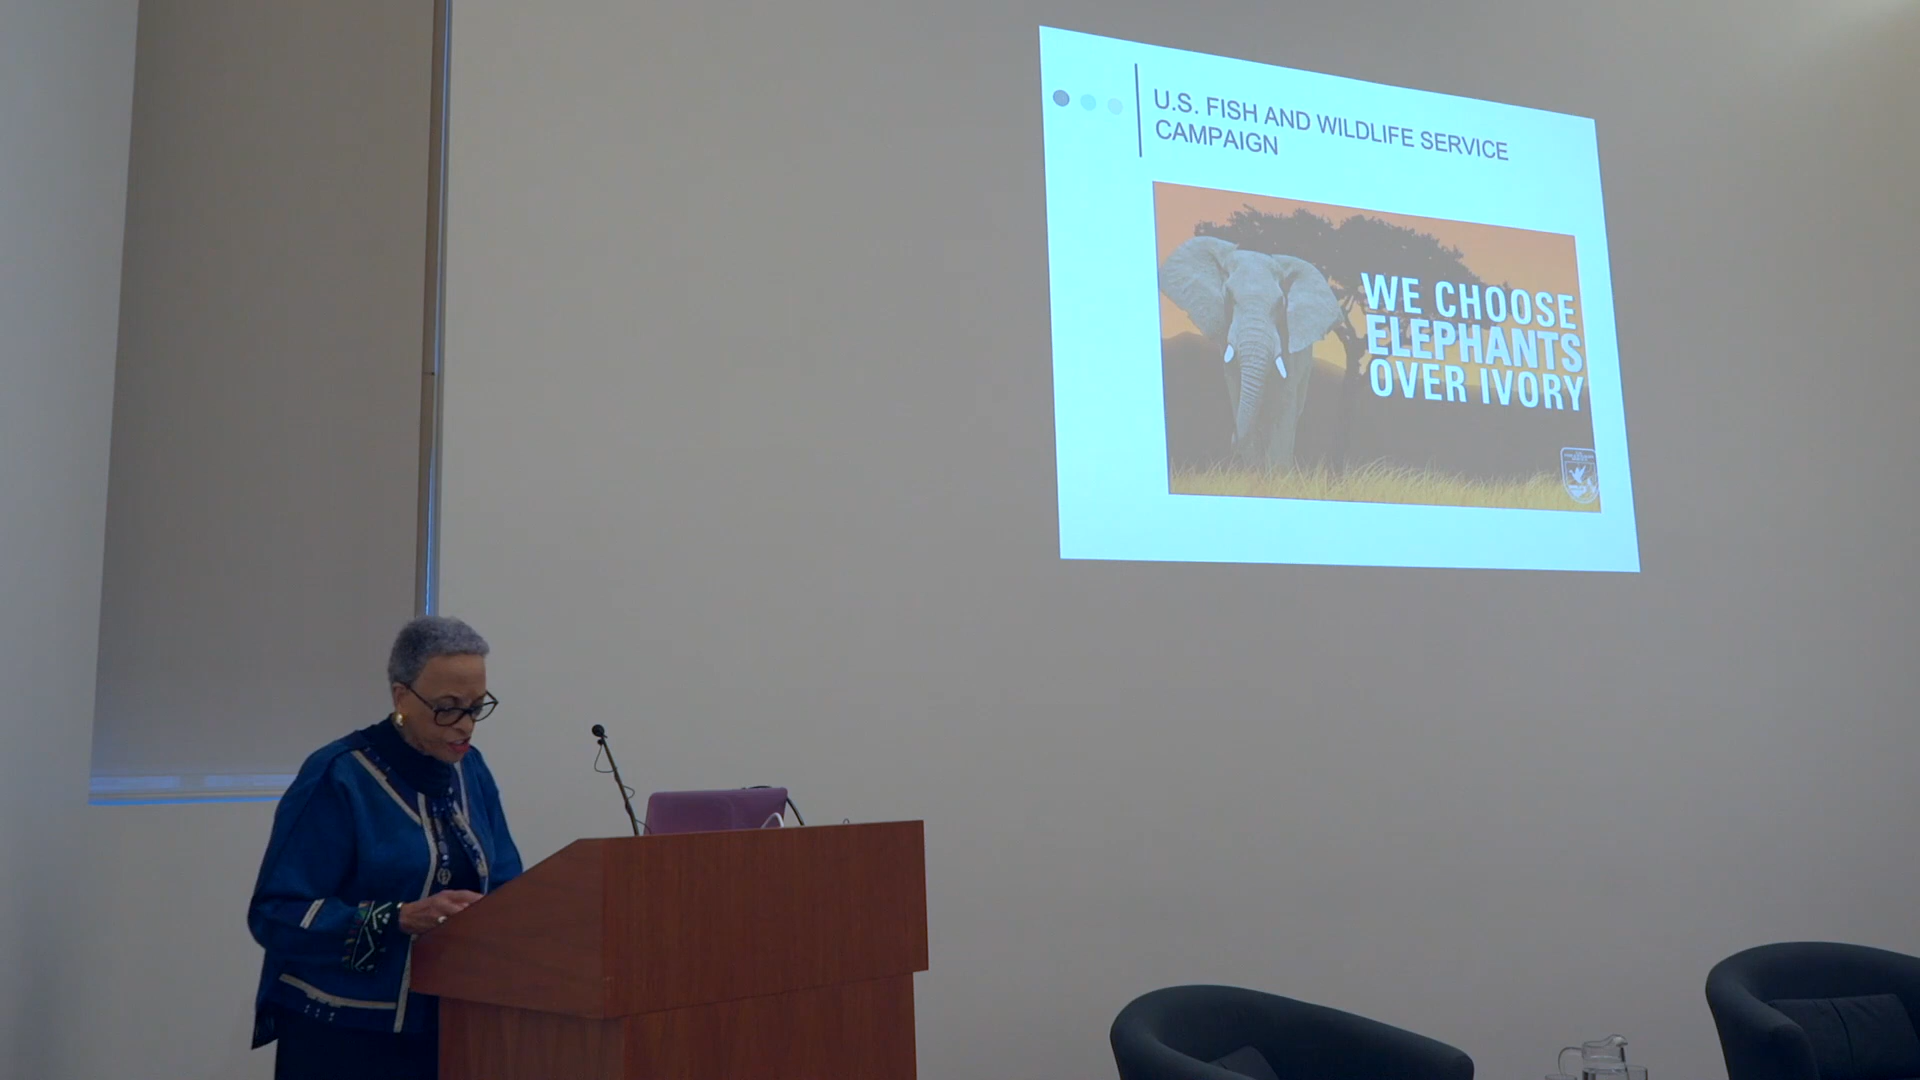 U.S. FISH AND WILDLIFE SERVICE
CAMPAIGN
WE CHOOSE
ELEPHANTS
OVER IVORY